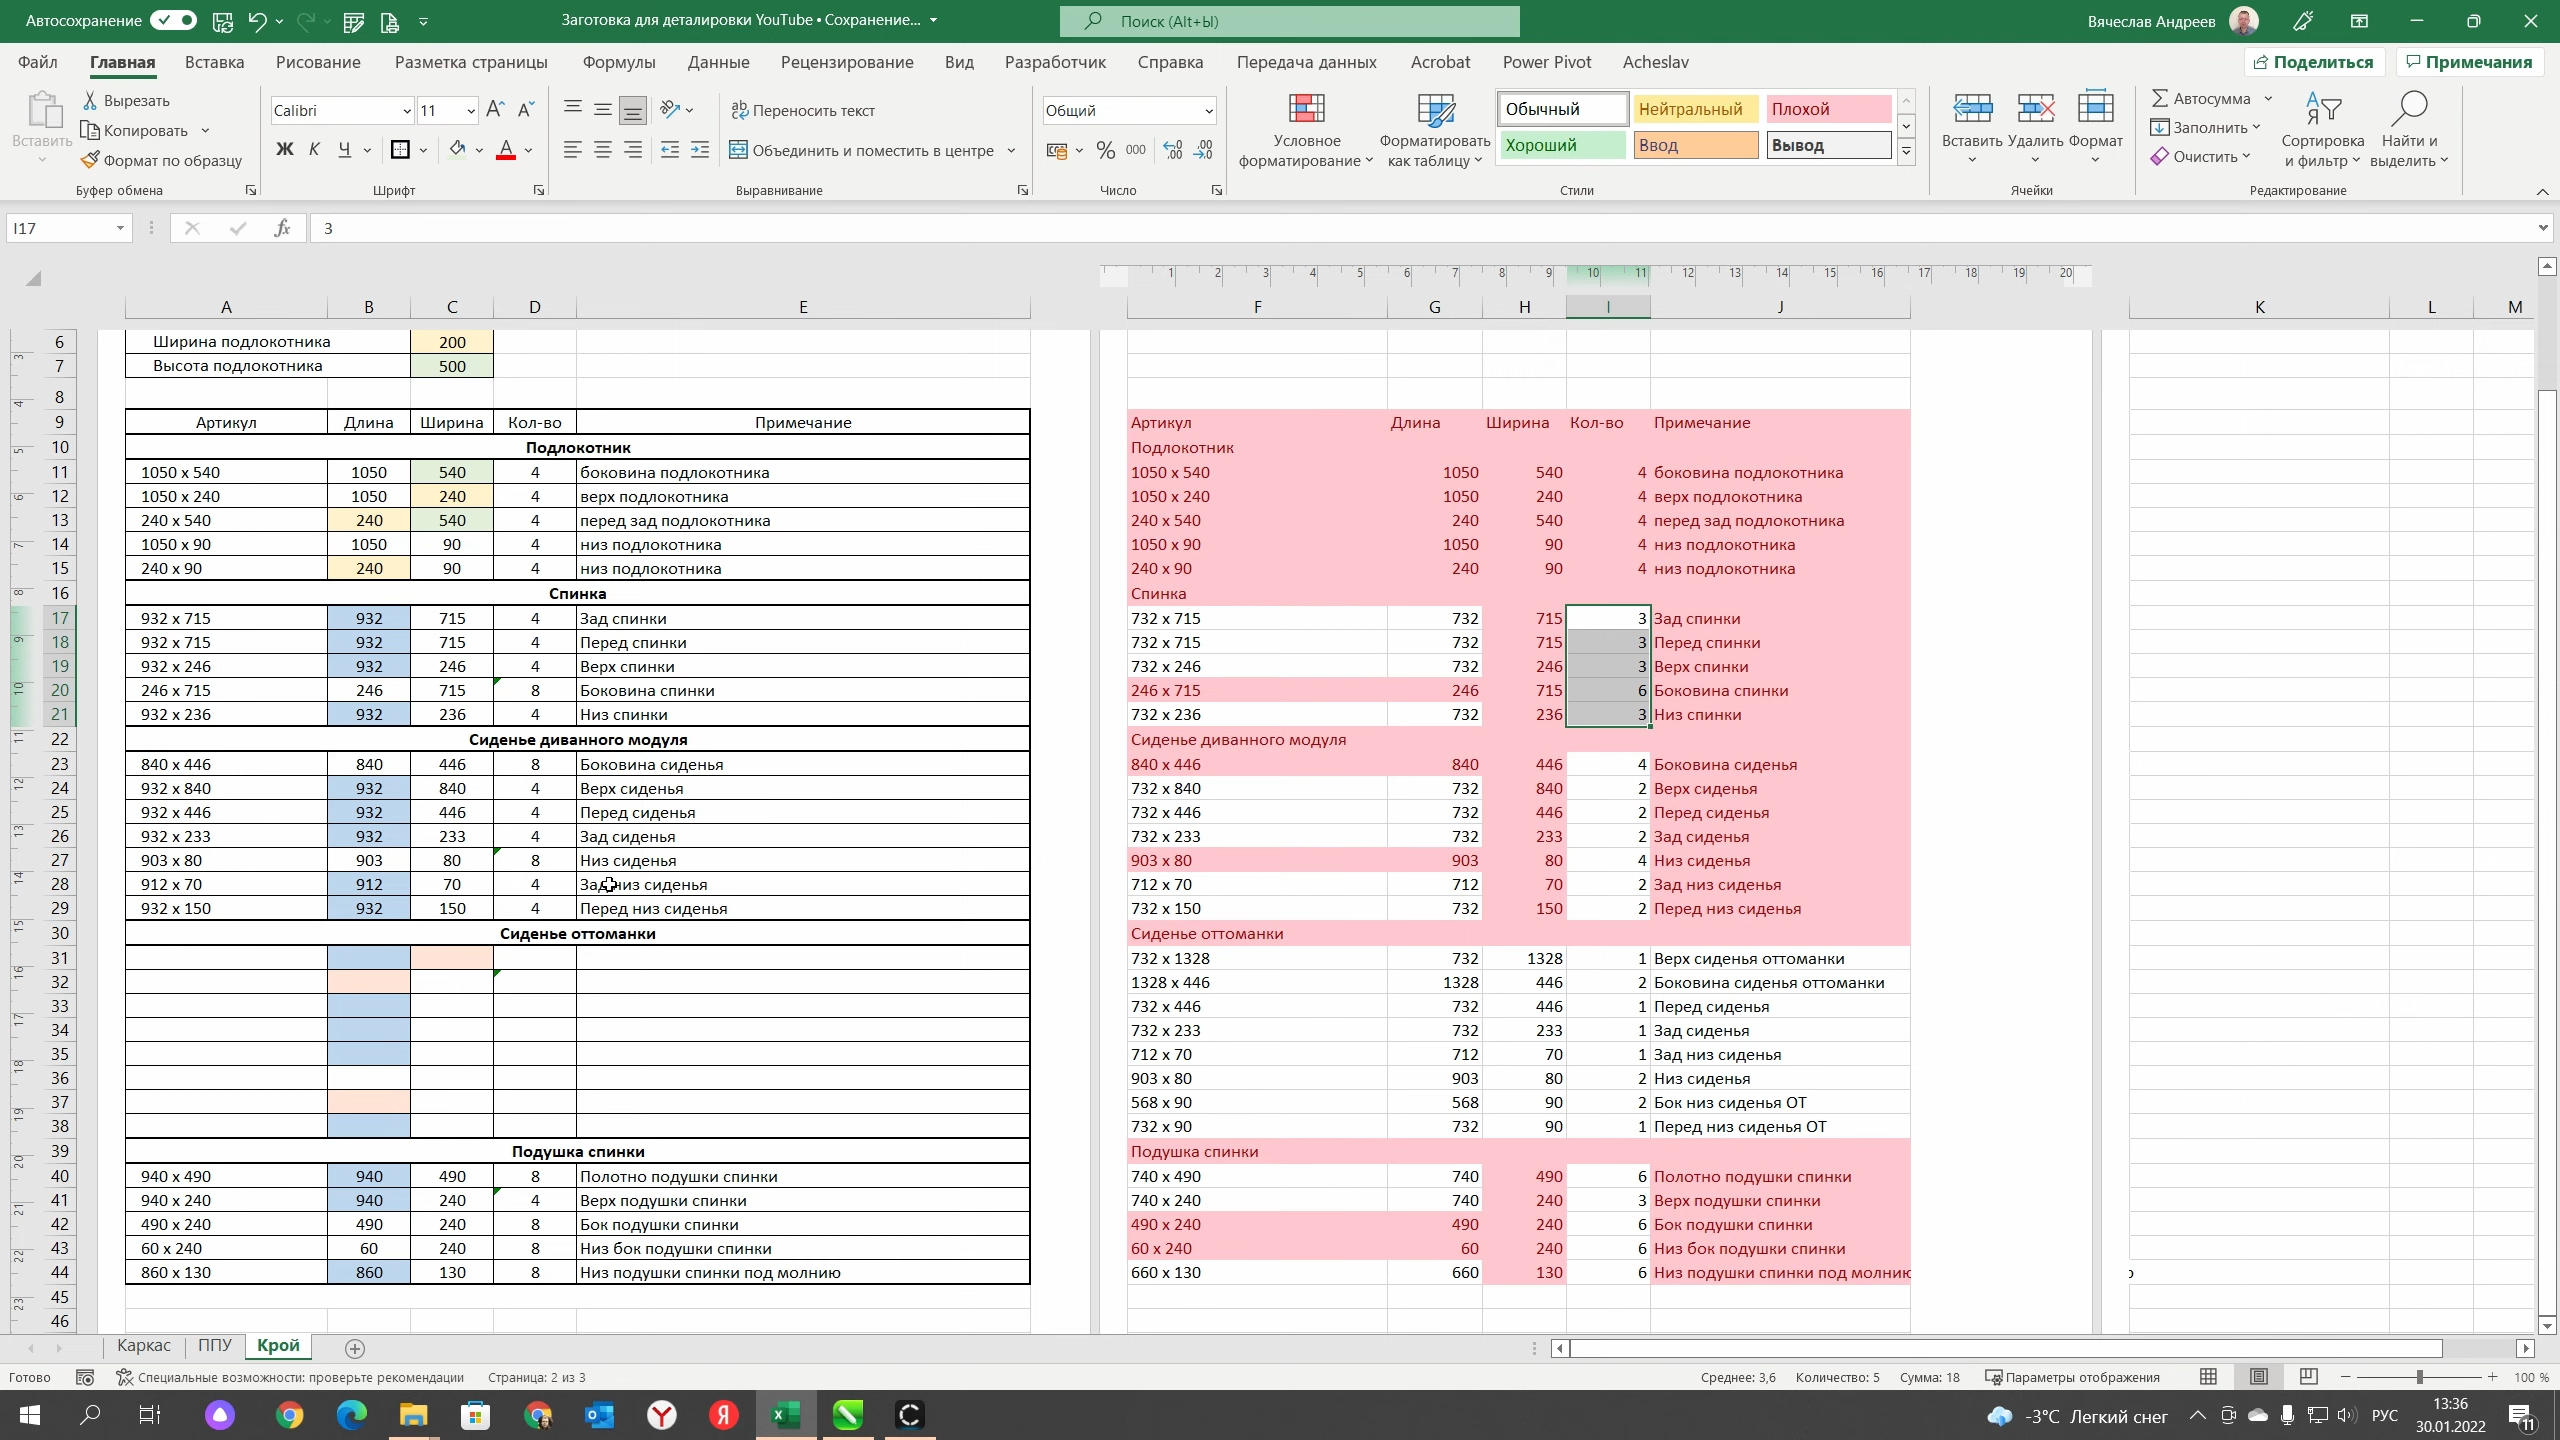 Автосохранение
Заготовка для деталировки YouTube • Сохранение...
Поиск (Alt+Ы)
Вячеслав Андреев
Файл Главная Вставка Рисование Разметка страницы Формулы Данные Рецензирование Вид Разработчик Справка Передача данных Acrobat Power Pivot Acheslav
Поделиться Примечания
Вставить
Вырезать
Копировать
Формат по образцу
Буфер обмена
Calibri 11
Ж К Ч
Шрифт
Переносить текст
Объединить и поместить в центре
Выравнивание
Общий
% 000
Число
Условное форматирование
Форматировать как таблицу
Обычный Нейтральный Плохой
Хороший Ввод Вывод
Стили
Вставить Удалить Формат
Ячейки
Автосумма
Заполнить
Очистить
Сортировка и фильтр
Найти и выделить
Редактирование
I17 fx 3
1 2 3 4 5 6 7 8 9 10 11 12 13 14 15 16 17 18 19 20
A B C D E F G H I J K L M
6 Ширина подлокотника 200
7 Высота подлокотника 500
8
9 Артикул Длина Ширина Кол-во Примечание Артикул Длина Ширина Кол-во Примечание
10 Подлокотник Подлокотник
11 1050 x 540 1050 540 4 боковина подлокотника 1050 x 540 1050 540 4 боковина подлокотника
12 1050 x 240 1050 240 4 верх подлокотника 1050 x 240 1050 240 4 верх подлокотника
13 240 x 540 240 540 4 перед зад подлокотника 240 x 540 240 540 4 перед зад подлокотника
14 1050 x 90 1050 90 4 низ подлокотника 1050 x 90 1050 90 4 низ подлокотника
15 240 x 90 240 90 4 низ подлокотника 240 x 90 240 90 4 низ подлокотника
16 Спинка Спинка
17 932 x 715 932 715 4 Зад спинки 732 x 715 732 715 3 Зад спинки
18 932 x 715 932 715 4 Перед спинки 732 x 715 732 715 3 Перед спинки
19 932 x 246 932 246 4 Верх спинки 732 x 246 732 246 3 Верх спинки
20 246 x 715 246 715 8 Боковина спинки 246 x 715 246 715 6 Боковина спинки
21 932 x 236 932 236 4 Низ спинки 732 x 236 732 236 3 Низ спинки
22 Сиденье диванного модуля Сиденье диванного модуля
23 840 x 446 840 446 8 Боковина сиденья 840 x 446 840 446 4 Боковина сиденья
24 932 x 840 932 840 4 Верх сиденья 732 x 840 732 840 2 Верх сиденья
25 932 x 446 932 446 4 Перед сиденья 732 x 446 732 446 2 Перед сиденья
26 932 x 233 932 233 4 Зад сиденья 732 x 233 732 233 2 Зад сиденья
27 903 x 80 903 80 8 Низ сиденья 903 x 80 903 80 4 Низ сиденья
28 912 x 70 912 70 4 Зад низ сиденья 712 x 70 712 70 2 Зад низ сиденья
29 932 x 150 932 150 4 Перед низ сиденья 732 x 150 732 150 2 Перед низ сиденья
30 Сиденье оттоманки Сиденье оттоманки
31 732 x 1328 732 1328 1 Верх сиденья оттоманки
32 1328 x 446 1328 446 2 Боковина сиденья оттоманки
33 732 x 446 732 446 1 Перед сиденья
34 732 x 233 732 233 1 Зад сиденья
35 712 x 70 712 70 1 Зад низ сиденья
36 903 x 80 903 80 2 Низ сиденья
37 568 x 90 568 90 2 Бок низ сиденья ОТ
38 732 x 90 732 90 1 Перед низ сиденья ОТ
39 Подушка спинки Подушка спинки
40 940 x 490 940 490 8 Полотно подушки спинки 740 x 490 740 490 6 Полотно подушки спинки
41 940 x 240 940 240 4 Верх подушки спинки 740 x 240 740 240 3 Верх подушки спинки
42 490 x 240 490 240 8 Бок подушки спинки 490 x 240 490 240 6 Бок подушки спинки
43 60 x 240 60 240 8 Низ бок подушки спинки 60 x 240 60 240 6 Низ бок подушки спинки
44 860 x 130 860 130 8 Низ подушки спинки под молнию 660 x 130 660 130 6 Низ подушки спинки под молнию
45
46
Каркас ППУ Крой
Готово Специальные возможности: проверьте рекомендации Страница: 2 из 3 Среднее: 3,6 Количество: 5 Сумма: 18 Параметры отображения 100 %
-3°C Легкий снег РУС 13:36
30.01.2022 11